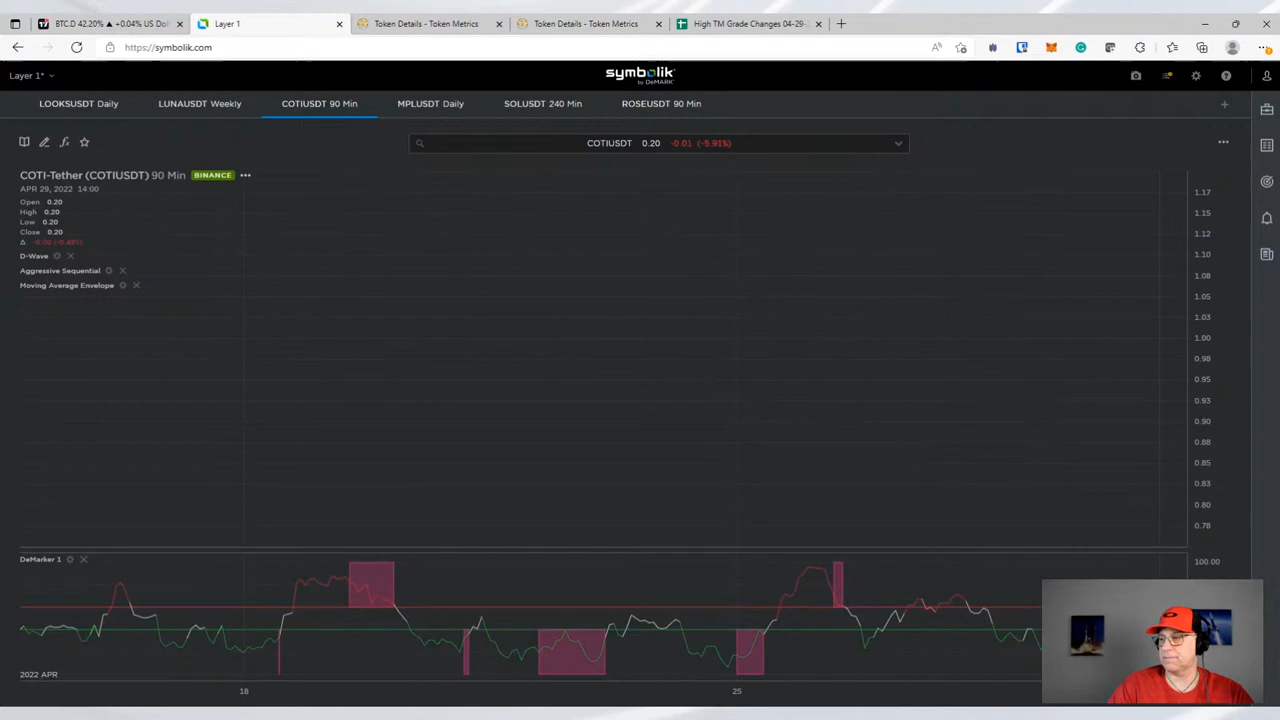 BTC.D 42.20% ▲ +0.04% US Dol
Layer 1
Token Details - Token Metrics
Token Details - Token Metrics
High TM Grade Changes 04-29-
https://symbolik.com
Layer 1*
symbolik
by DeMARK
LOOKSUSDT Daily
LUNAUSDT Weekly
COTIUSDT 90 Min
MPLUSDT Daily
SOLUSDT 240 Min
ROSEUSDT 90 Min
COTIUSDT 0.20 -0.01 (-5.91%)
COTI-Tether (COTIUSDT) 90 Min BINANCE
APR 29, 2022 14:00
Open 0.20
High 0.20
Low 0.20
Close 0.20
D-Wave
Aggressive Sequential
Moving Average Envelope
1.17
1.15
1.12
1.10
1.08
1.05
1.03
1.00
0.98
0.95
0.93
0.90
0.88
0.85
0.83
0.80
0.78
DeMarker 1
100.00
2022 APR
18
25